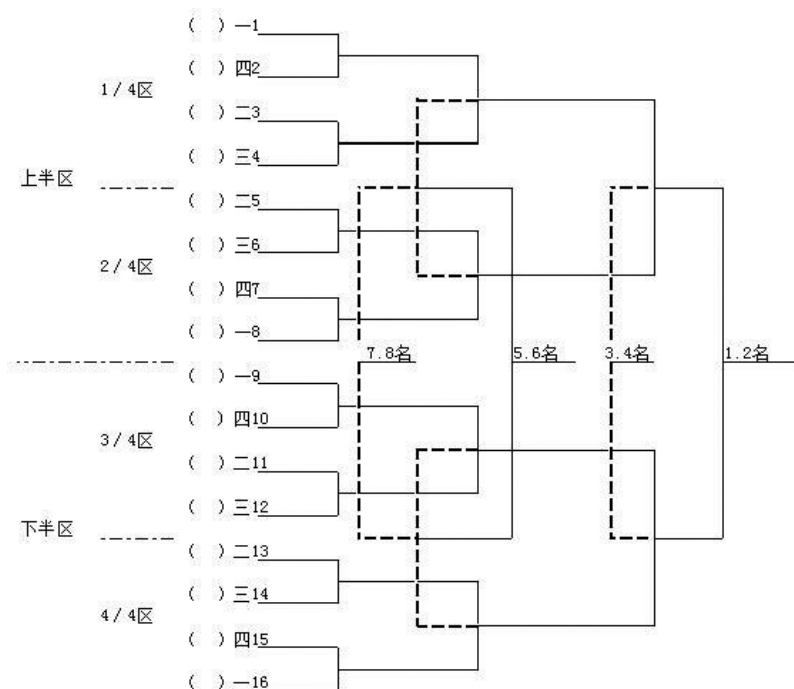 ( ) 一1
( ) 四2
1/4区
( ) 二3
( ) 三4
上半区
( ) 二5
( ) 三6
2/4区
( ) 四7
( ) 一8
7.8名 5.6名 3.4名 1.2名
( ) 一9
( ) 四10
3/4区
( ) 二11
( ) 三12
下半区
( ) 二13
( ) 三14
4/4区
( ) 四15
( ) 一16